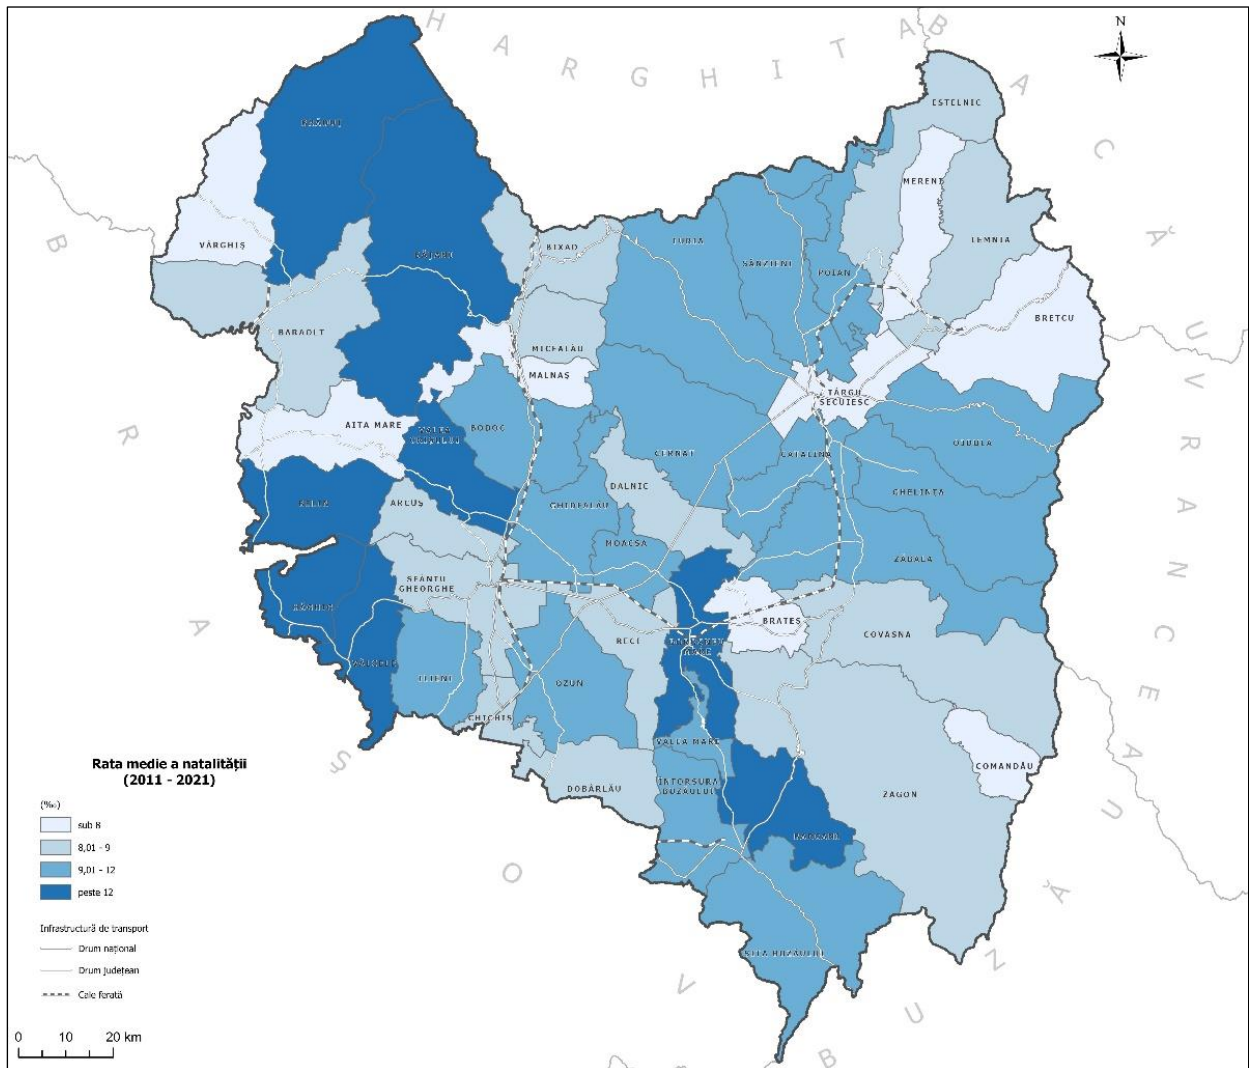 HARGHITA
BACĂU
VRANCEA
BUZĂU
BRAȘOV
N
ESTELNIC
MERENI
LEMNIA
VÂRGHIȘ
BIXAD
TURIA
SÂNZIENI
POIAN
BRETCU
BARAOLT
MICFALĂU
MALNAȘ
TÂRGU
SECUIESC
AITA MARE
BODOC
OJDULA
CERNAT
CATALINA
DALNIC
GHELINȚA
ARCUȘ
GHIDFALĂU
MOACȘA
ZĂBALA
SFÂNTU
GHEORGHE
BRATEȘ
COVASNA
RECI
ILIENI
OZUN
CHICHIȘ
VALEA MARE
COMANDĂU
ÎNTORSURA
BUZĂULUI
DOBÂRLĂU
ZAGON
SITA BUZĂULUI
Rata medie a natalității
(2011 - 2021)
(‰)
sub 8
8,01 - 9
9,01 - 12
peste 12
Infrastructură de transport
Drum național
Drum județean
Cale ferată
0 10 20 km